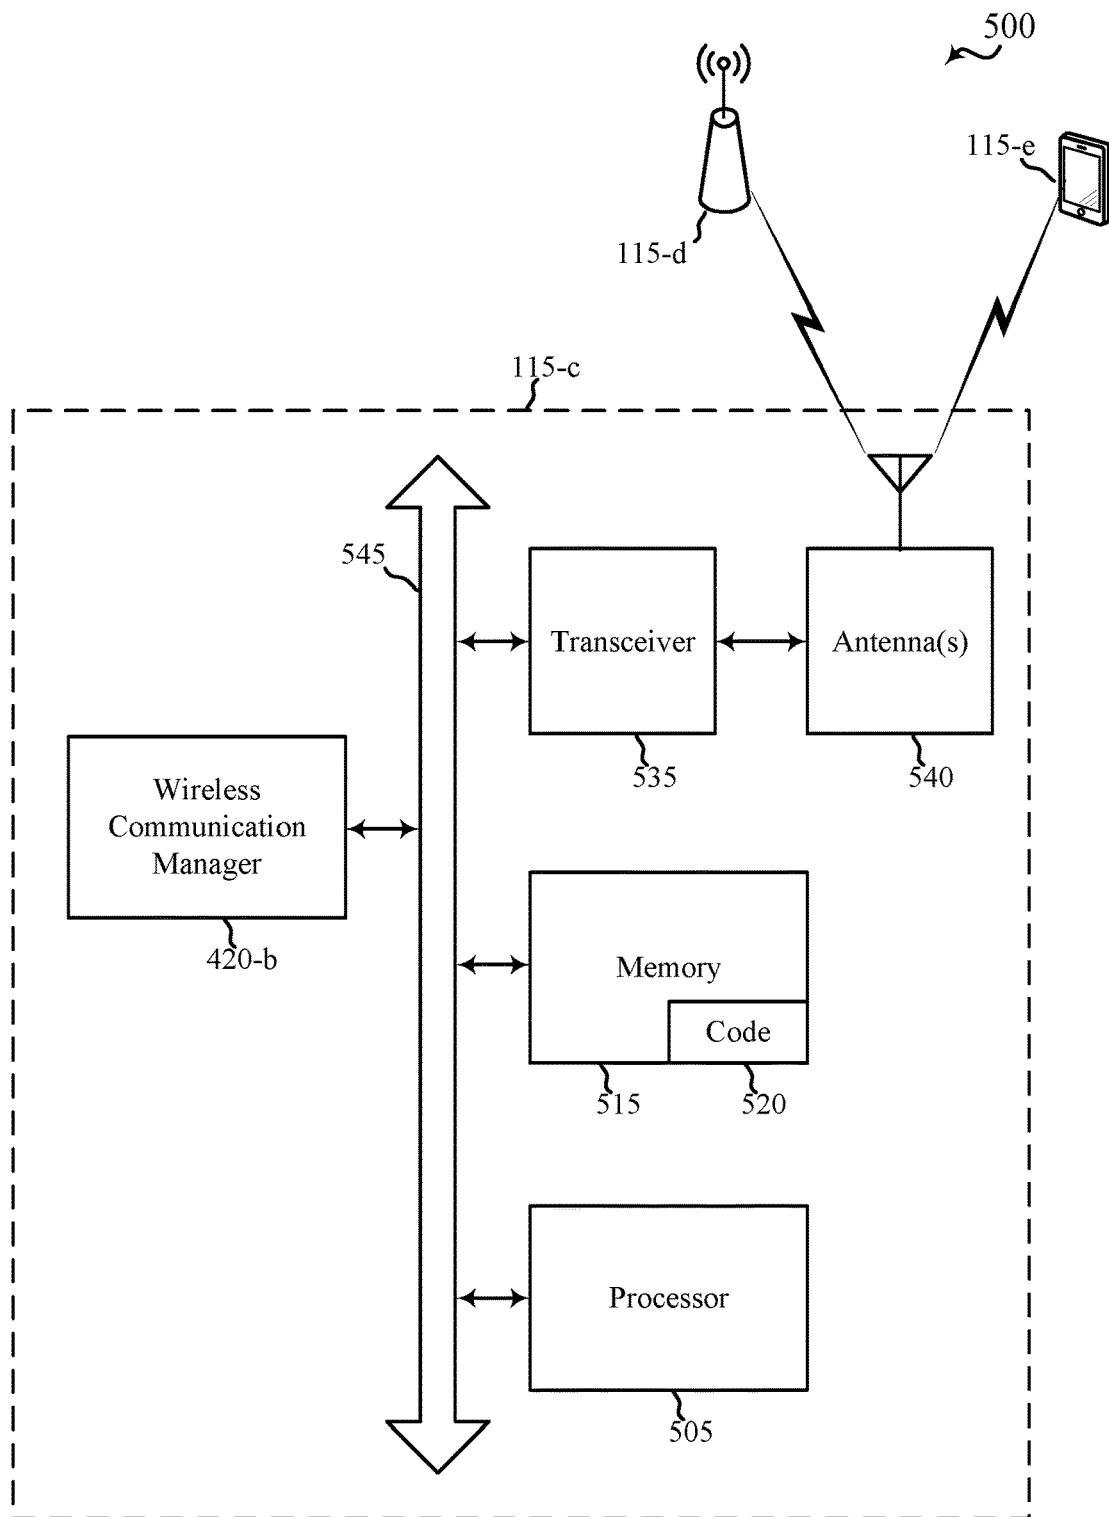 500
115-e
115-d
115-c
545
Transceiver
Antenna(s)
535
540
Wireless
Communication
Manager
420-b
Memory
Code
515
520
Processor
505